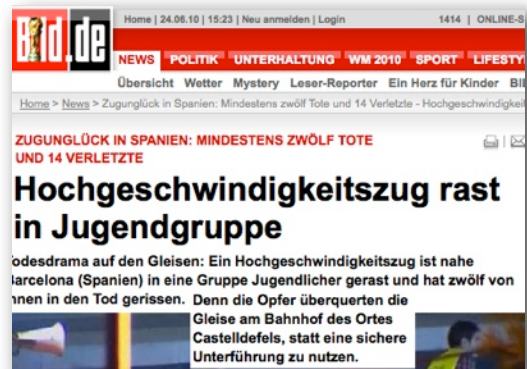 Bild.de
Home | 24.06.10 | 15:23 | Neu anmelden | Login 1414 | ONLINE-S
NEWS POLITIK UNTERHALTUNG WM 2010 SPORT LIFESTY
Übersicht Wetter Mystery Leser-Reporter Ein Herz für Kinder BI
Home > News > Zugunglück in Spanien: Mindestens zwölf Tote und 14 Verletzte - Hochgeschwindigkeit
ZUGUNGLÜCK IN SPANIEN: MINDESTENS ZWÖLF TOTE
UND 14 VERLETZTE
Hochgeschwindigkeitszug rast
in Jugendgruppe
odesdrama auf den Gleisen: Ein Hochgeschwindigkeitszug ist nahe
arcelona (Spanien) in eine Gruppe Jugendlicher gerast und hat zwölf von
nnen in den Tod gerissen. Denn die Opfer überquerten die
Gleise am Bahnhof des Ortes
Castelldefels, statt eine sichere
Unterführung zu nutzen.